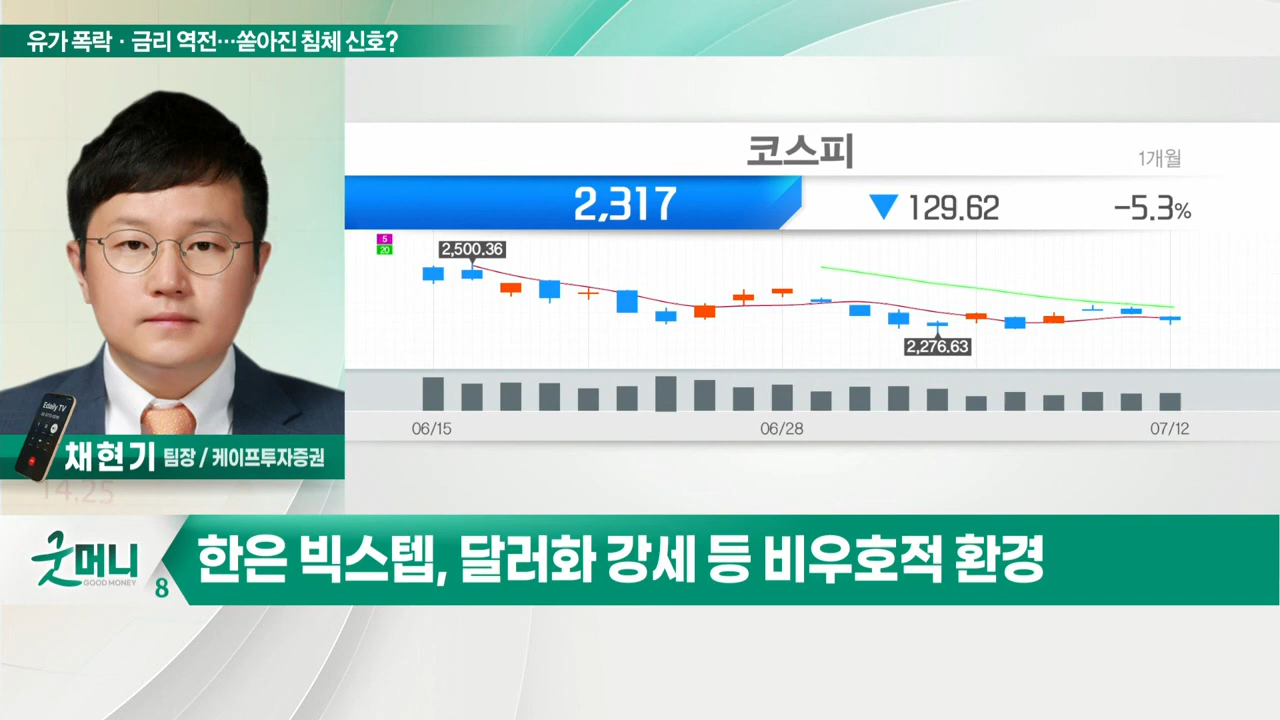 유가 폭락·금리 역전…쏟아진 침체 신호?
코스피
1개월
2,317 ▼129.62 -5.3%
5
20
2,500.36
2,276.63
06/15 06/28 07/12
Edaily TV
채현기 팀장 / 케이프투자증권
14.25
굿머니 8
GOOD MONEY
한은 빅스텝, 달러화 강세 등 비우호적 환경